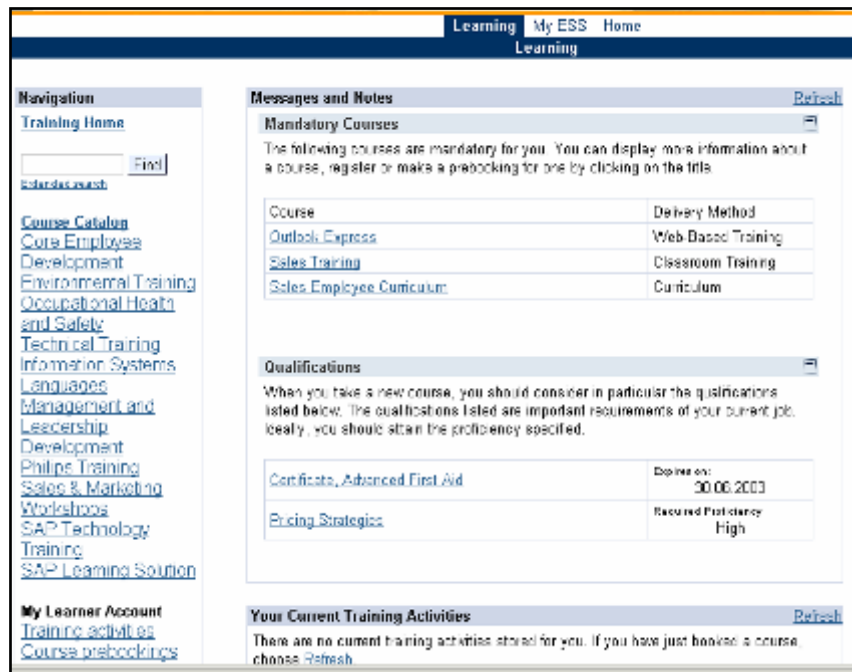 Learning My ESS Home
Learning
Navigation
Training Home
Find
Extended search
Course Catalog
Core Employee
Development
Environmental Training
Occupational Health
and Safety
Technical Training
Information Systems
Languages
Management and
Leadership
Development
Philips Training
Sales & Marketing
Workshops
SAP Technology
Training
SAP Learning Solution
My Learner Account
Training activities
Course prebookings
Messages and Notes Refresh
Mandatory Courses
The following courses are mandatory for you. You can display more information about
a course, register or make a prebooking for one by clicking on the title.
Course Delivery Method
Outlook Express Web-Based Training
Sales Training Classroom Training
Sales Employee Curriculum Curriculum
Qualifications
When you take a new course, you should consider in particular the qualifications
listed below. The qualifications listed are important requirements of your current job.
Ideally, you should attain the proficiency specified.
Certificate, Advanced First Aid Expires on:
30.06.2003
Pricing Strategies Required Proficiency
High
Your Current Training Activities Refresh
There are no current training activities stored for you. If you have just booked a course,
choose Refresh